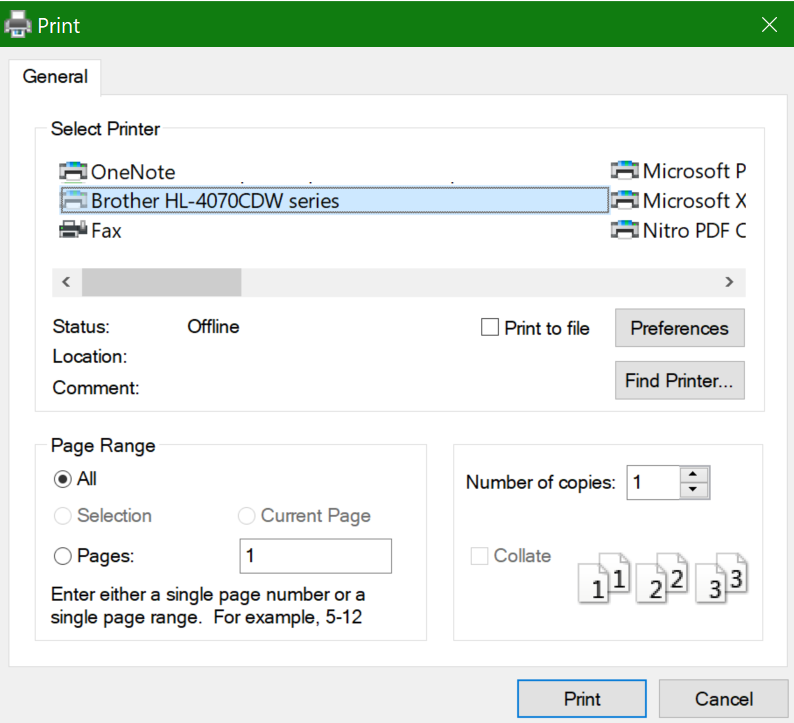 Print
General
Select Printer
OneNote
Microsoft P
Brother HL-4070CDW series
Microsoft X
Fax
Nitro PDF C
Status: Offline
Print to file
Preferences
Location:
Comment:
Find Printer...
Page Range
All
Number of copies: 1
Selection
Current Page
Pages: 1
Collate
1 1 2 2 3 3
Enter either a single page number or a
single page range. For example, 5-12
Print
Cancel